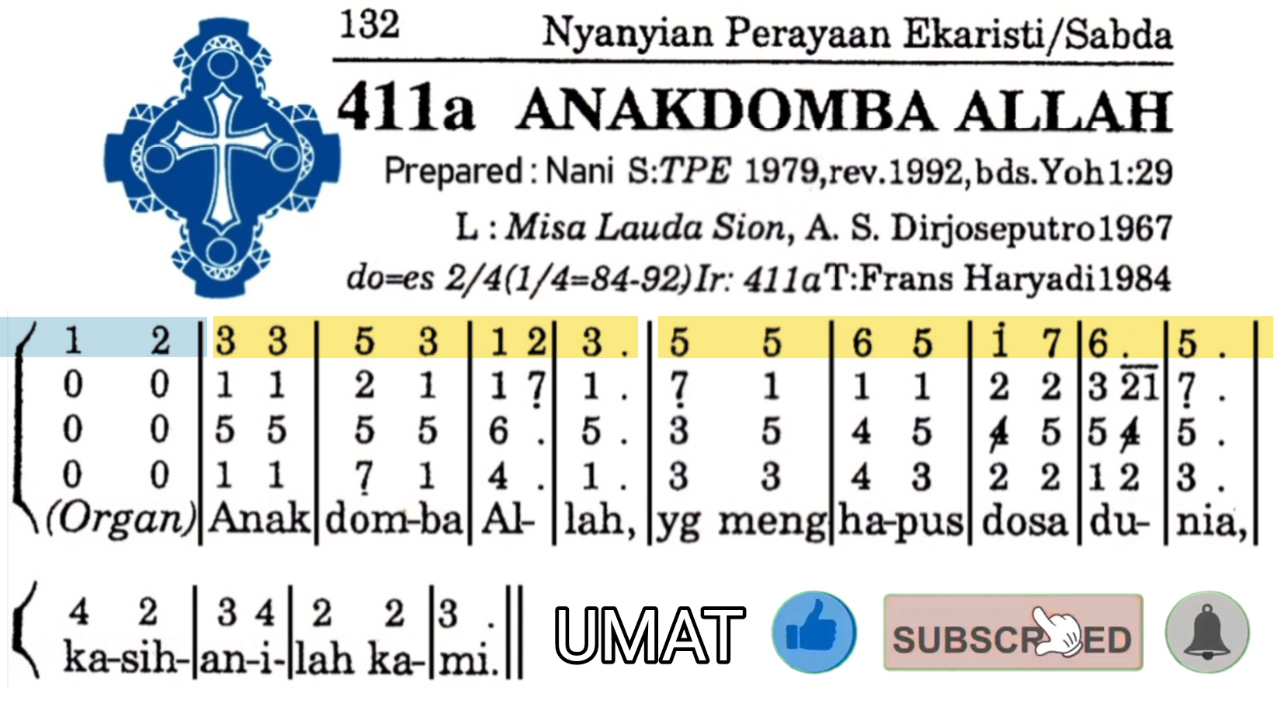 132 Nyanyian Perayaan Ekaristi/Sabda
411a ANAKDOMBA ALLAH
Prepared : Nani S:TPE 1979,rev.1992,bds.Yoh1:29
L : Misa Lauda Sion, A. S. Dirjoseputro1967
do=es 2/4(1/4=84-92)Ir: 411aT:Frans Haryadi1984
1 2 | 3 3 | 5 3 | 1 2 | 3 . | 5 5 | 6 5 | 1̇ 7 | 6 . | 5 . |
0 0 | 1 1 | 2 1 | 1 7̣ | 1 . | 7̣ 1 | 1 1 | 2 2 | 3 2̅1̅ | 7̣ . |
0 0 | 5 5 | 5 5 | 6 . | 5 . | 3 5 | 4 5 | 4̸ 5 | 5 4̸ | 5 . |
0 0 | 1 1 | 7̣ 1 | 4 . | 1 . | 3 3 | 4 3 | 2 2 | 1 2 | 3 . |
(Organ) | Anak | dom-ba | Al- | lah, | yg meng | ha-pus | dosa | du- | nia, |
4 2 | 3 4 | 2 2 | 3 . ||
ka-sih- | an-i- | lah ka- | mi. ||
UMAT
SUBSCR ED